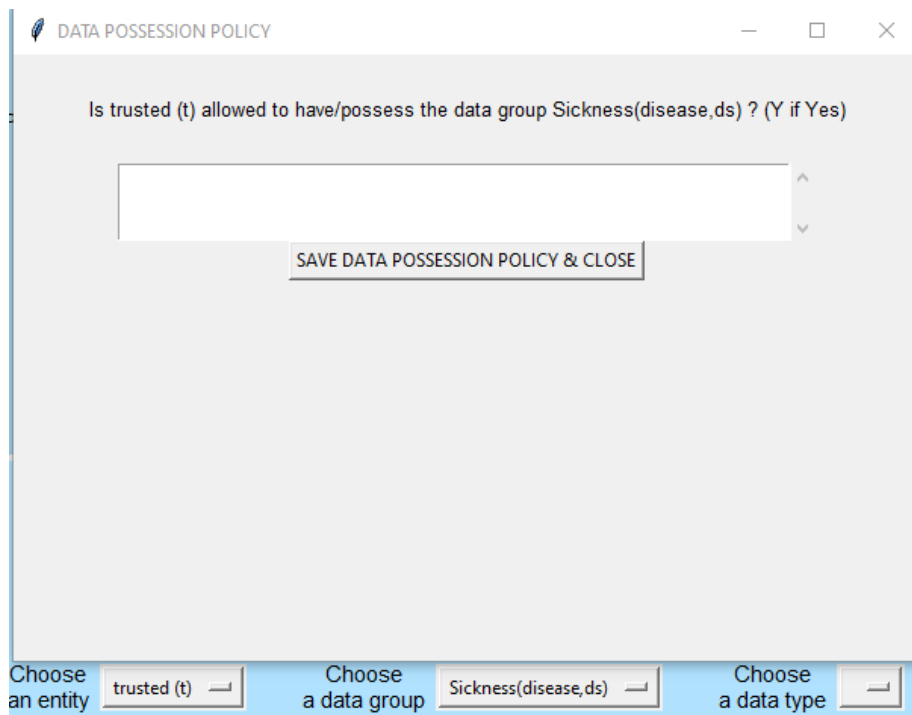 DATA POSSESSION POLICY
Is trusted (t) allowed to have/possess the data group Sickness(disease,ds) ? (Y if Yes)
SAVE DATA POSSESSION POLICY & CLOSE
Choose
an entity
trusted (t)
Choose
a data group
Sickness(disease,ds)
Choose
a data type